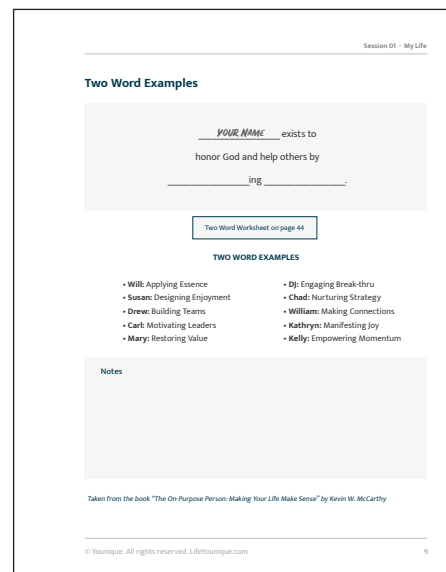 Session 01 - My Life
Two Word Examples
YOUR NAME exists to
honor God and help others by
________________ing ________________.
Two Word Worksheet on page 44
TWO WORD EXAMPLES
• Will: Applying Essence
• Susan: Designing Enjoyment
• Drew: Building Teams
• Carl: Motivating Leaders
• Mary: Restoring Value
• DJ: Engaging Break-thru
• Chad: Nurturing Strategy
• William: Making Connections
• Kathryn: Manifesting Joy
• Kelly: Empowering Momentum
Notes
Taken from the book "The On-Purpose Person: Making Your Life Make Sense" by Kevin W. McCarthy
© Younique. All rights reserved. LifeYounique.com
9